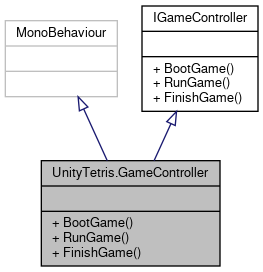 MonoBehaviour
IGameController
+ BootGame()
+ RunGame()
+ FinishGame()
UnityTetris.GameController
+ BootGame()
+ RunGame()
+ FinishGame()